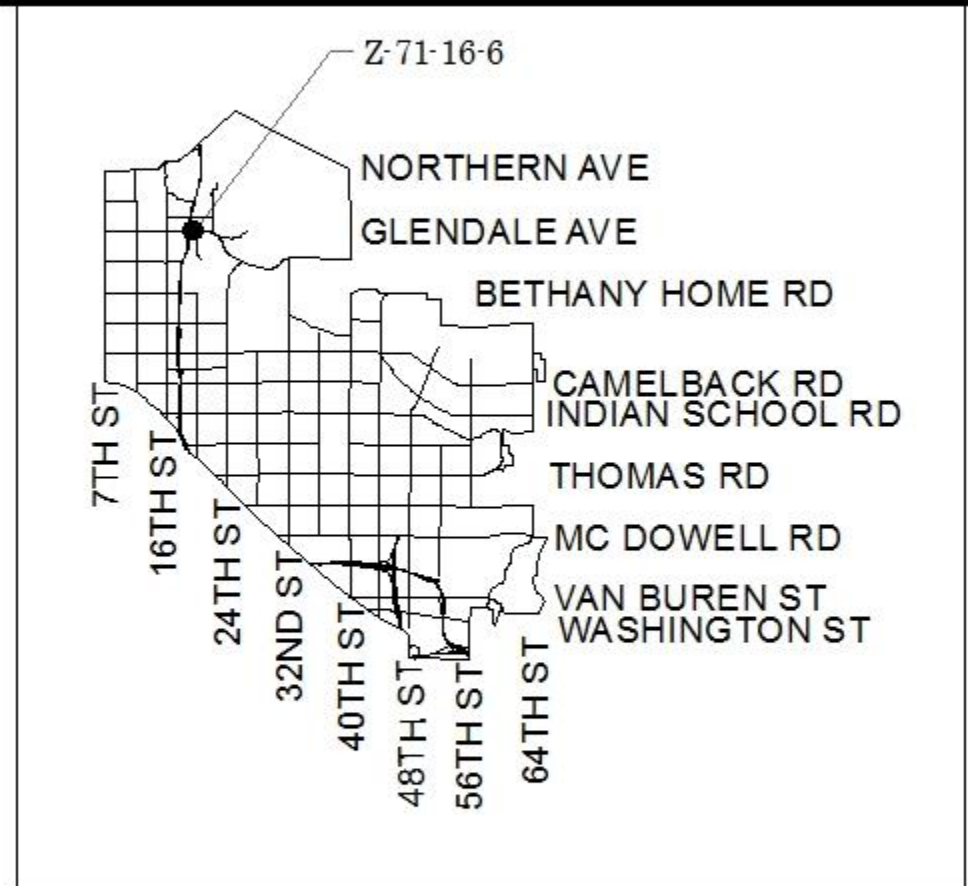 Z-71-16-6
NORTHERN AVE
GLENDALE AVE
BETHANY HOME RD
CAMELBACK RD
INDIAN SCHOOL RD
THOMAS RD
MC DOWELL RD
VAN BUREN ST
WASHINGTON ST
7TH ST
16TH ST
24TH ST
32ND ST
40TH ST
48TH ST
56TH ST
64TH ST